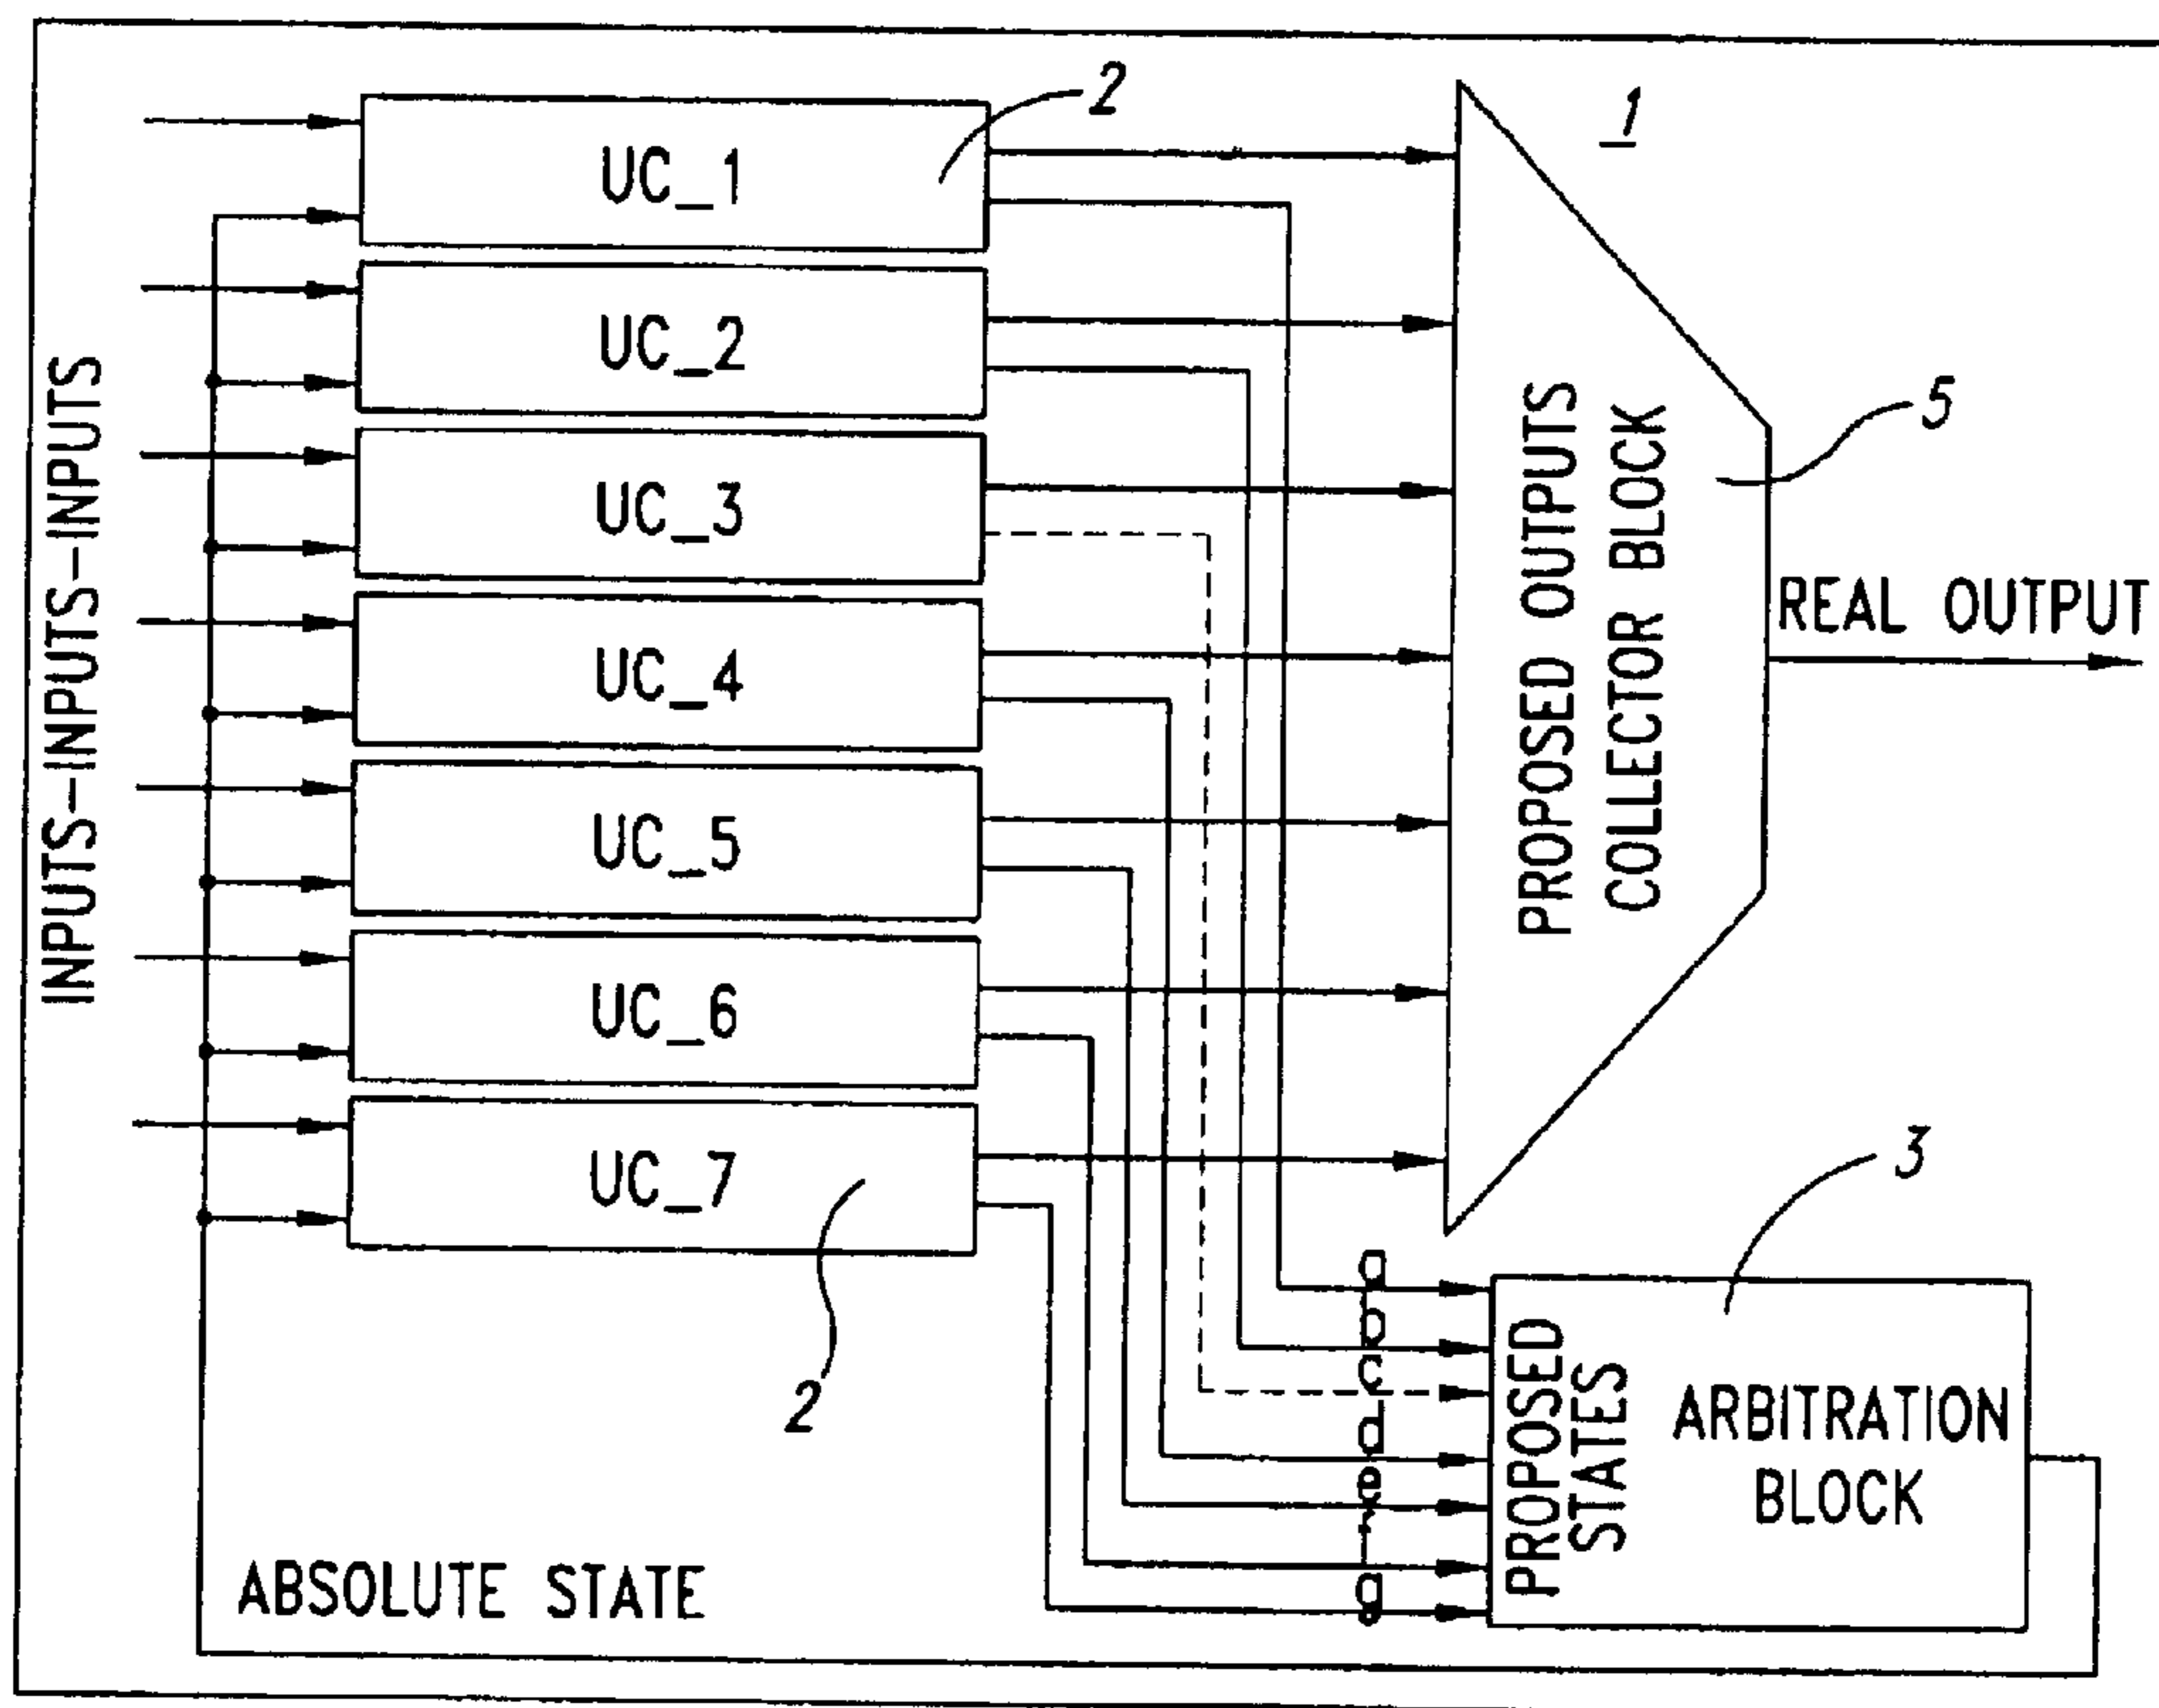 INPUTS-INPUTS-INPUTS
UC_1
UC_2
UC_3
UC_4
UC_5
UC_6
UC_7
2
2
1
PROPOSED OUTPUTS
COLLECTOR BLOCK
5
REAL OUTPUT
3
a
b
c
d
e
f
g
PROPOSED
STATES
ARBITRATION
BLOCK
ABSOLUTE STATE